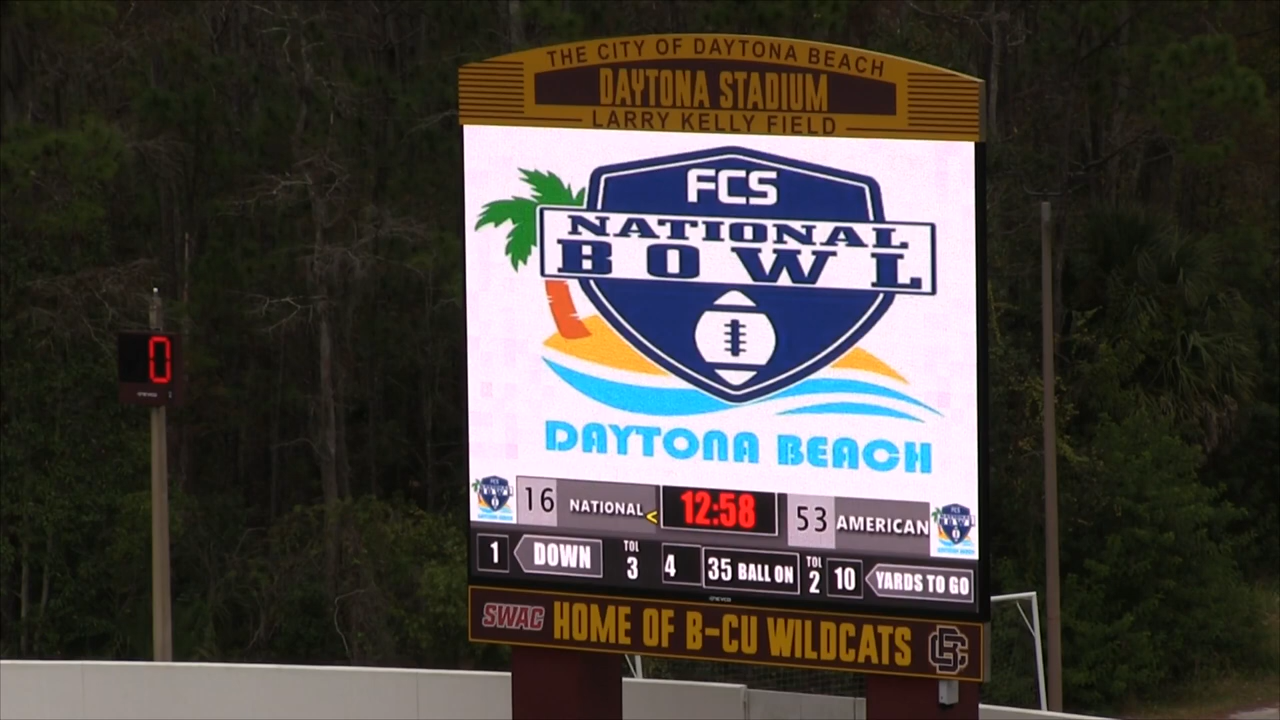 THE CITY OF DAYTONA BEACH
DAYTONA STADIUM
LARRY KELLY FIELD
FCS
NATIONAL
BOWL
DAYTONA BEACH
0
16 NATIONAL < 12:58 53 AMERICAN
1 DOWN TOL 3 4 35 BALL ON TOL 2 10 YARDS TO GO
SWAC HOME OF B-CU WILDCATS BC